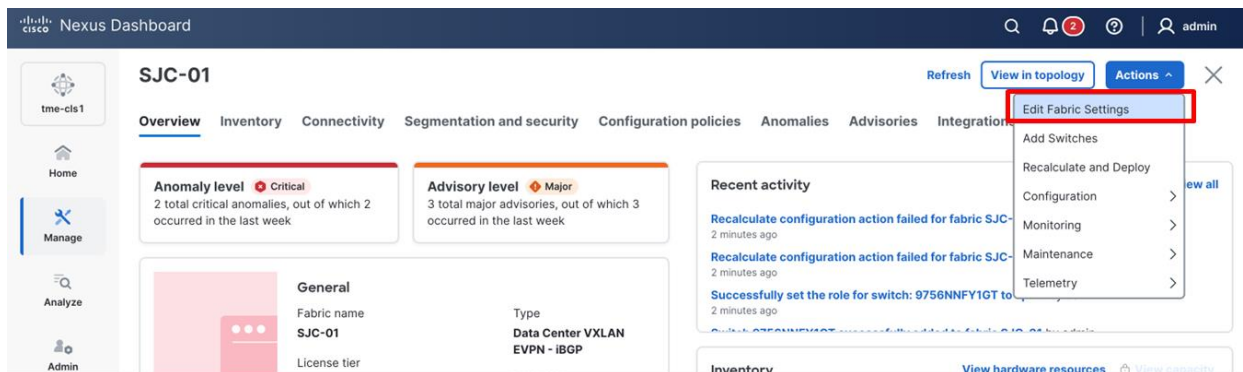 cisco Nexus Dashboard
2
admin
tme-cls1
Home
Manage
Analyze
Admin
SJC-01
Refresh
View in topology
Actions
Overview Inventory Connectivity Segmentation and security Configuration policies Anomalies Advisories Integration
Edit Fabric Settings
Add Switches
Recalculate and Deploy
Configuration
Monitoring
Maintenance
Telemetry
Anomaly level Critical
2 total critical anomalies, out of which 2
occurred in the last week
Advisory level Major
3 total major advisories, out of which 3
occurred in the last week
Recent activity
ew all
Recalculate configuration action failed for fabric SJC-
2 minutes ago
Recalculate configuration action failed for fabric SJC-
2 minutes ago
Successfully set the role for switch: 9756NNFY1GT to
2 minutes ago
General
Fabric name
SJC-01
License tier
Type
Data Center VXLAN
EVPN - iBGP
Inventory
View hardware resources
View capacity